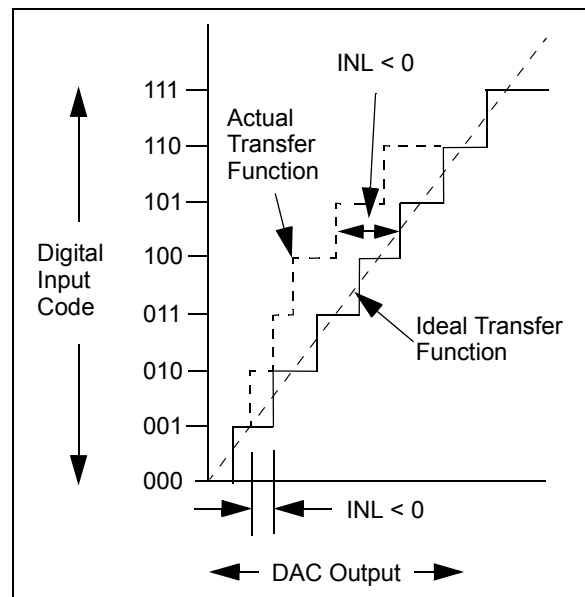 INL < 0
111
Actual
Transfer
Function
110
101
Digital
Input
Code
100
011
Ideal Transfer
Function
010
001
000
INL < 0
DAC Output